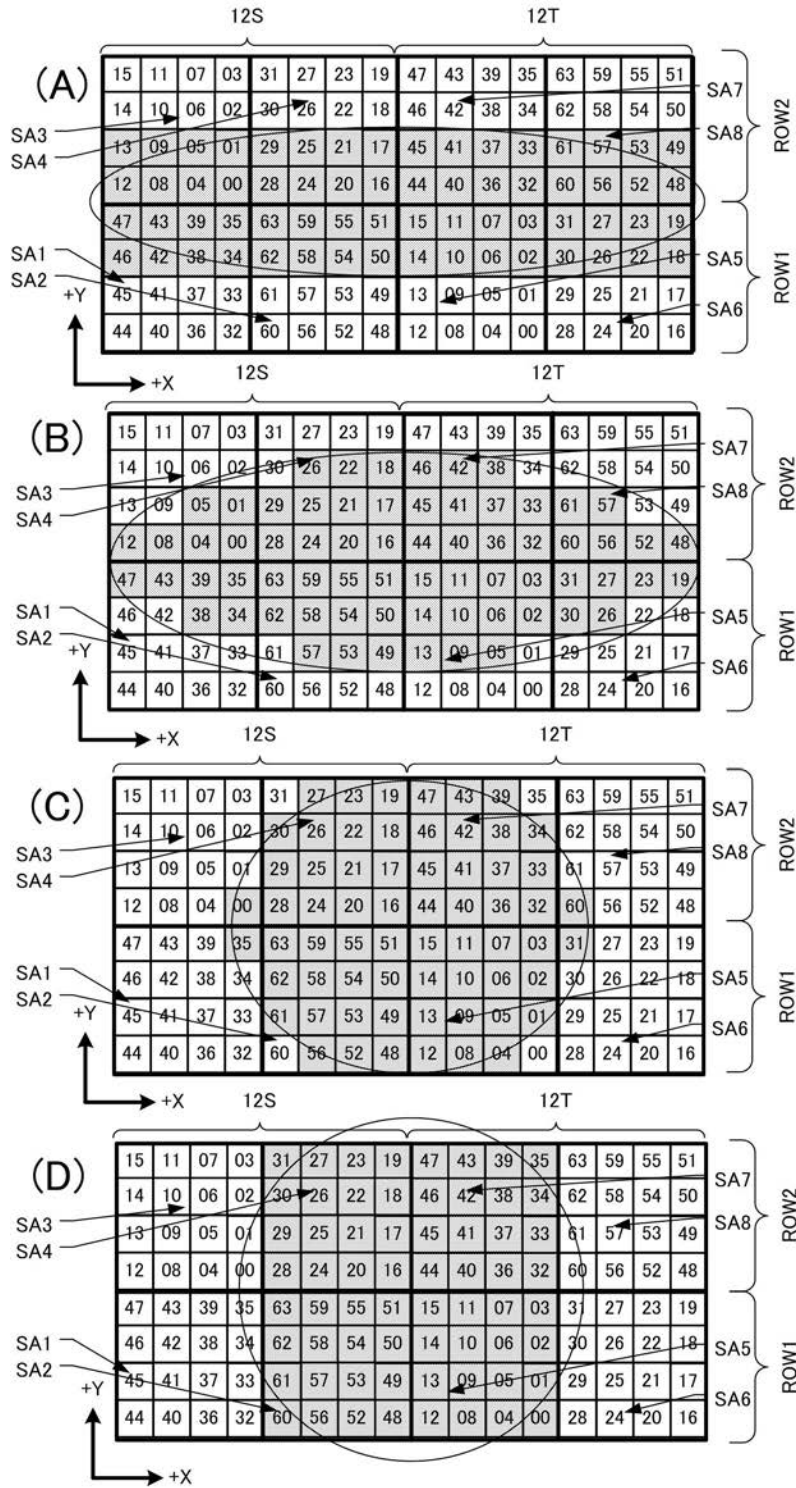 12S 12T
(A)
15 11 07 03 31 27 23 19 47 43 39 35 63 59 55 51
SA7
14 10 06 02 30 26 22 18 46 42 38 34 62 58 54 50
ROW2
SA3
SA4
SA8
13 09 05 01 29 25 21 17 45 41 37 33 61 57 53 49
12 08 04 00 28 24 20 16 44 40 36 32 60 56 52 48
47 43 39 35 63 59 55 51 15 11 07 03 31 27 23 19
SA1
SA2
SA5
46 42 38 34 62 58 54 50 14 10 06 02 30 26 22 18
ROW1
+Y
45 41 37 33 61 57 53 49 13 09 05 01 29 25 21 17
SA6
44 40 36 32 60 56 52 48 12 08 04 00 28 24 20 16
+X
12S 12T
(B)
15 11 07 03 31 27 23 19 47 43 39 35 63 59 55 51
SA7
14 10 06 02 30 26 22 18 46 42 38 34 62 58 54 50
ROW2
SA3
SA4
SA8
13 09 05 01 29 25 21 17 45 41 37 33 61 57 53 49
12 08 04 00 28 24 20 16 44 40 36 32 60 56 52 48
47 43 39 35 63 59 55 51 15 11 07 03 31 27 23 19
SA1
SA2
SA5
46 42 38 34 62 58 54 50 14 10 06 02 30 26 22 18
ROW1
+Y
45 41 37 33 61 57 53 49 13 09 05 01 29 25 21 17
SA6
44 40 36 32 60 56 52 48 12 08 04 00 28 24 20 16
+X
12S 12T
(C)
15 11 07 03 31 27 23 19 47 43 39 35 63 59 55 51
SA7
14 10 06 02 30 26 22 18 46 42 38 34 62 58 54 50
ROW2
SA3
SA4
SA8
13 09 05 01 29 25 21 17 45 41 37 33 61 57 53 49
12 08 04 00 28 24 20 16 44 40 36 32 60 56 52 48
47 43 39 35 63 59 55 51 15 11 07 03 31 27 23 19
SA1
SA2
SA5
46 42 38 34 62 58 54 50 14 10 06 02 30 26 22 18
ROW1
+Y
45 41 37 33 61 57 53 49 13 09 05 01 29 25 21 17
SA6
44 40 36 32 60 56 52 48 12 08 04 00 28 24 20 16
+X
12S 12T
(D)
15 11 07 03 31 27 23 19 47 43 39 35 63 59 55 51
SA7
14 10 06 02 30 26 22 18 46 42 38 34 62 58 54 50
ROW2
SA3
SA4
SA8
13 09 05 01 29 25 21 17 45 41 37 33 61 57 53 49
12 08 04 00 28 24 20 16 44 40 36 32 60 56 52 48
47 43 39 35 63 59 55 51 15 11 07 03 31 27 23 19
SA1
SA2
SA5
46 42 38 34 62 58 54 50 14 10 06 02 30 26 22 18
ROW1
+Y
45 41 37 33 61 57 53 49 13 09 05 01 29 25 21 17
SA6
44 40 36 32 60 56 52 48 12 08 04 00 28 24 20 16
+X